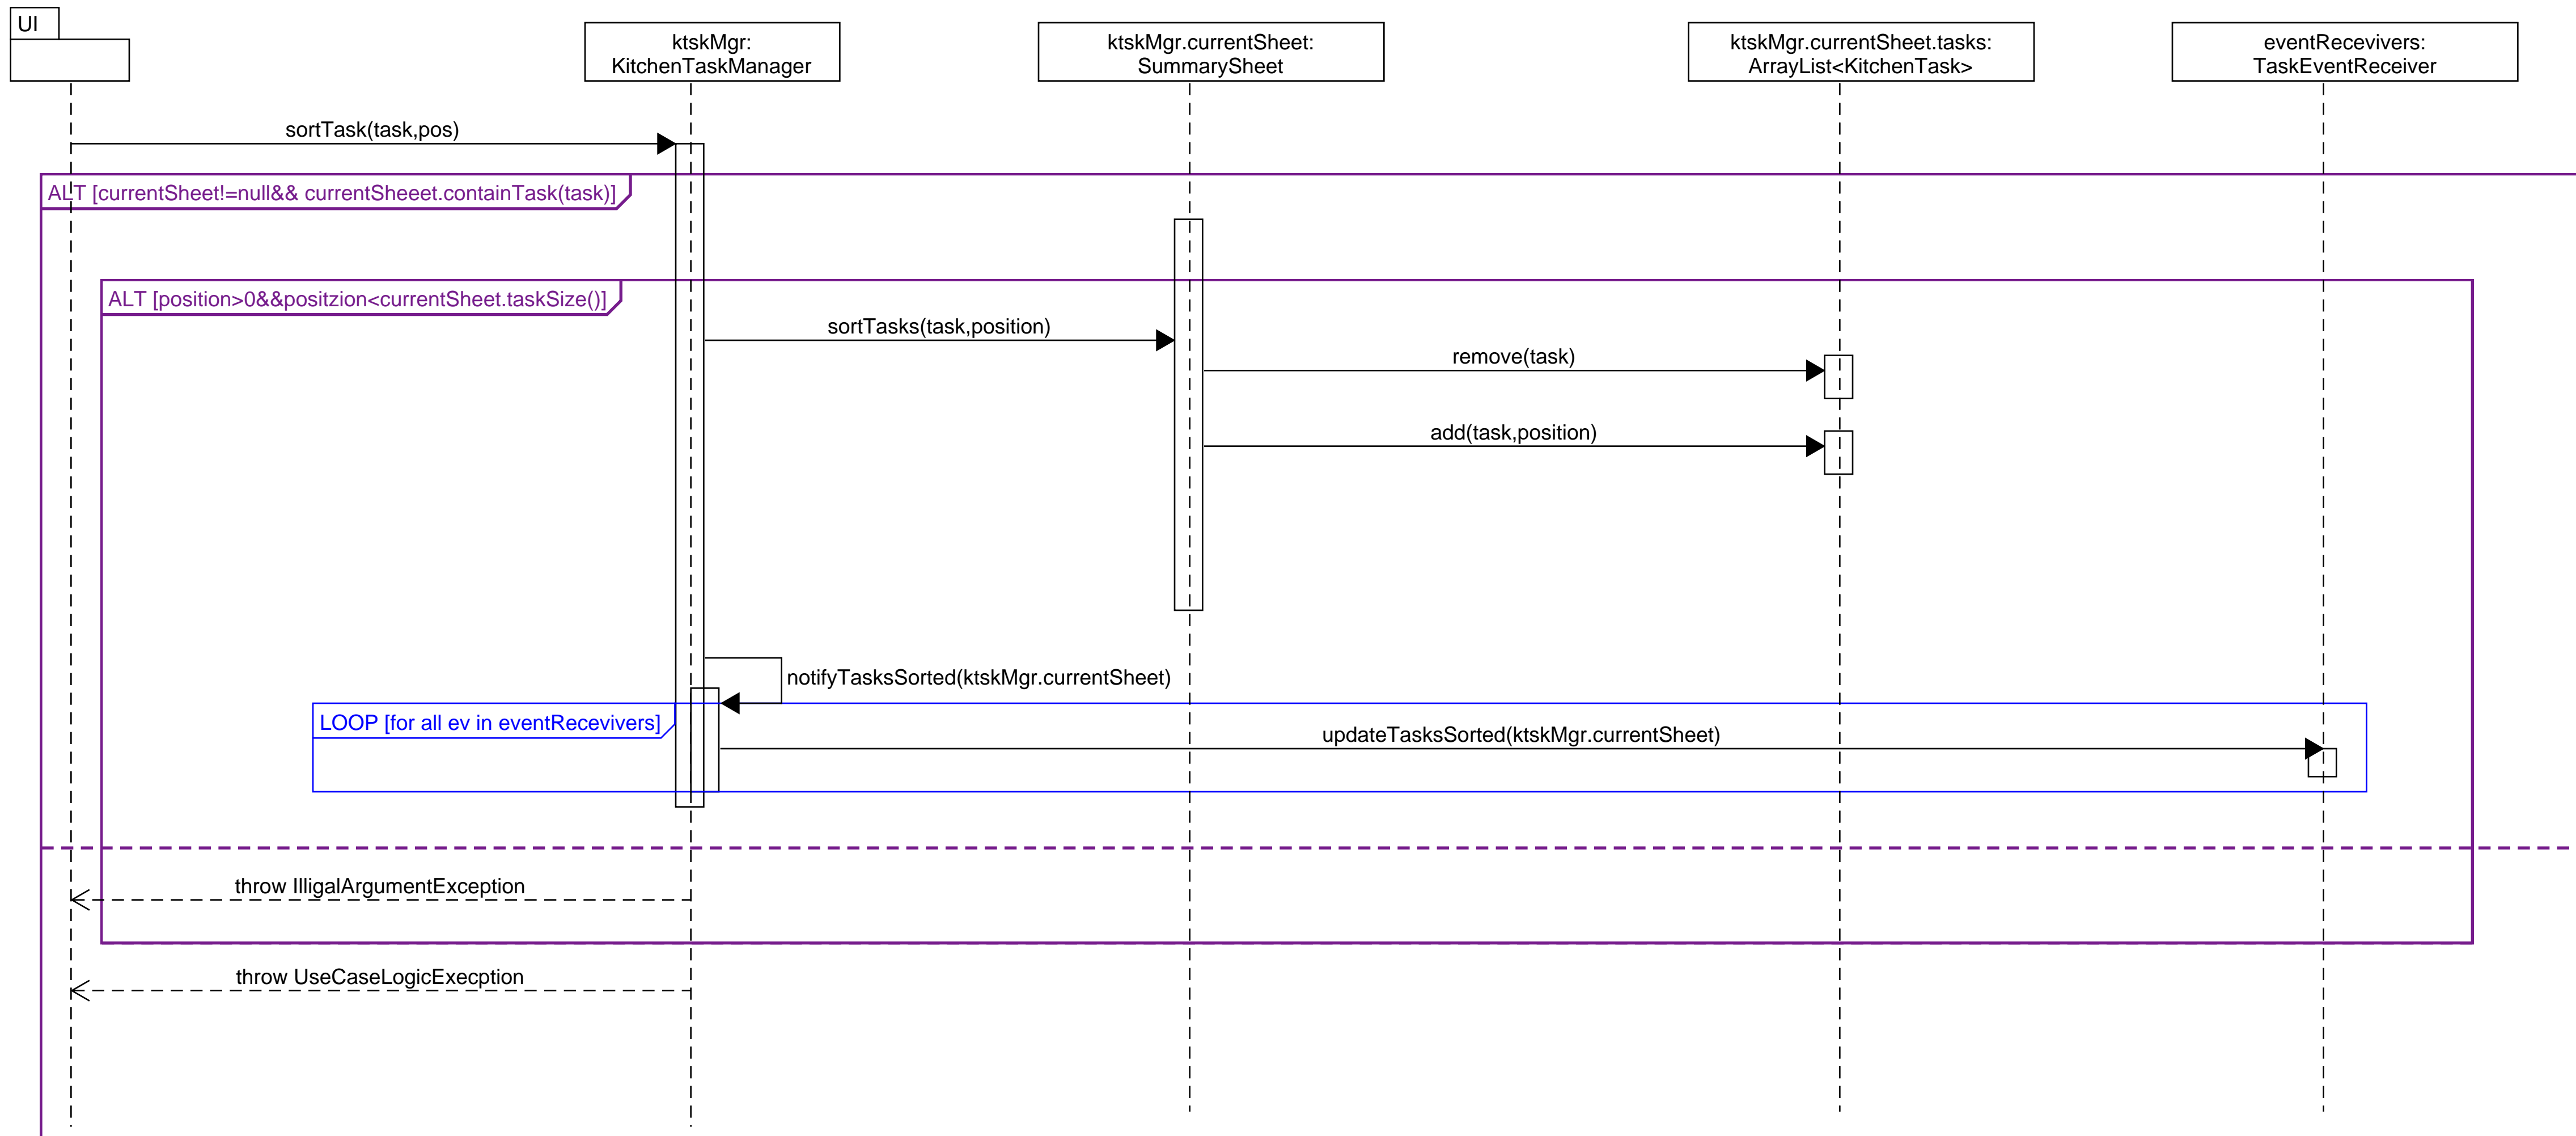 UI
ktskMgr:
KitchenTaskManager
ktskMgr.currentSheet:
SummarySheet
ktskMgr.currentSheet.tasks:
ArrayList<KitchenTask>
eventRecevivers:
TaskEventReceiver
sortTask(task,pos)
ALT [currentSheet!=null&& currentSheeet.containTask(task)]
ALT [position>0&&positzion<currentSheet.taskSize()]
sortTasks(task,position)
remove(task)
add(task,position)
notifyTasksSorted(ktskMgr.currentSheet)
LOOP [for all ev in eventRecevivers]
updateTasksSorted(ktskMgr.currentSheet)
throw IlligalArgumentException
throw UseCaseLogicExecption